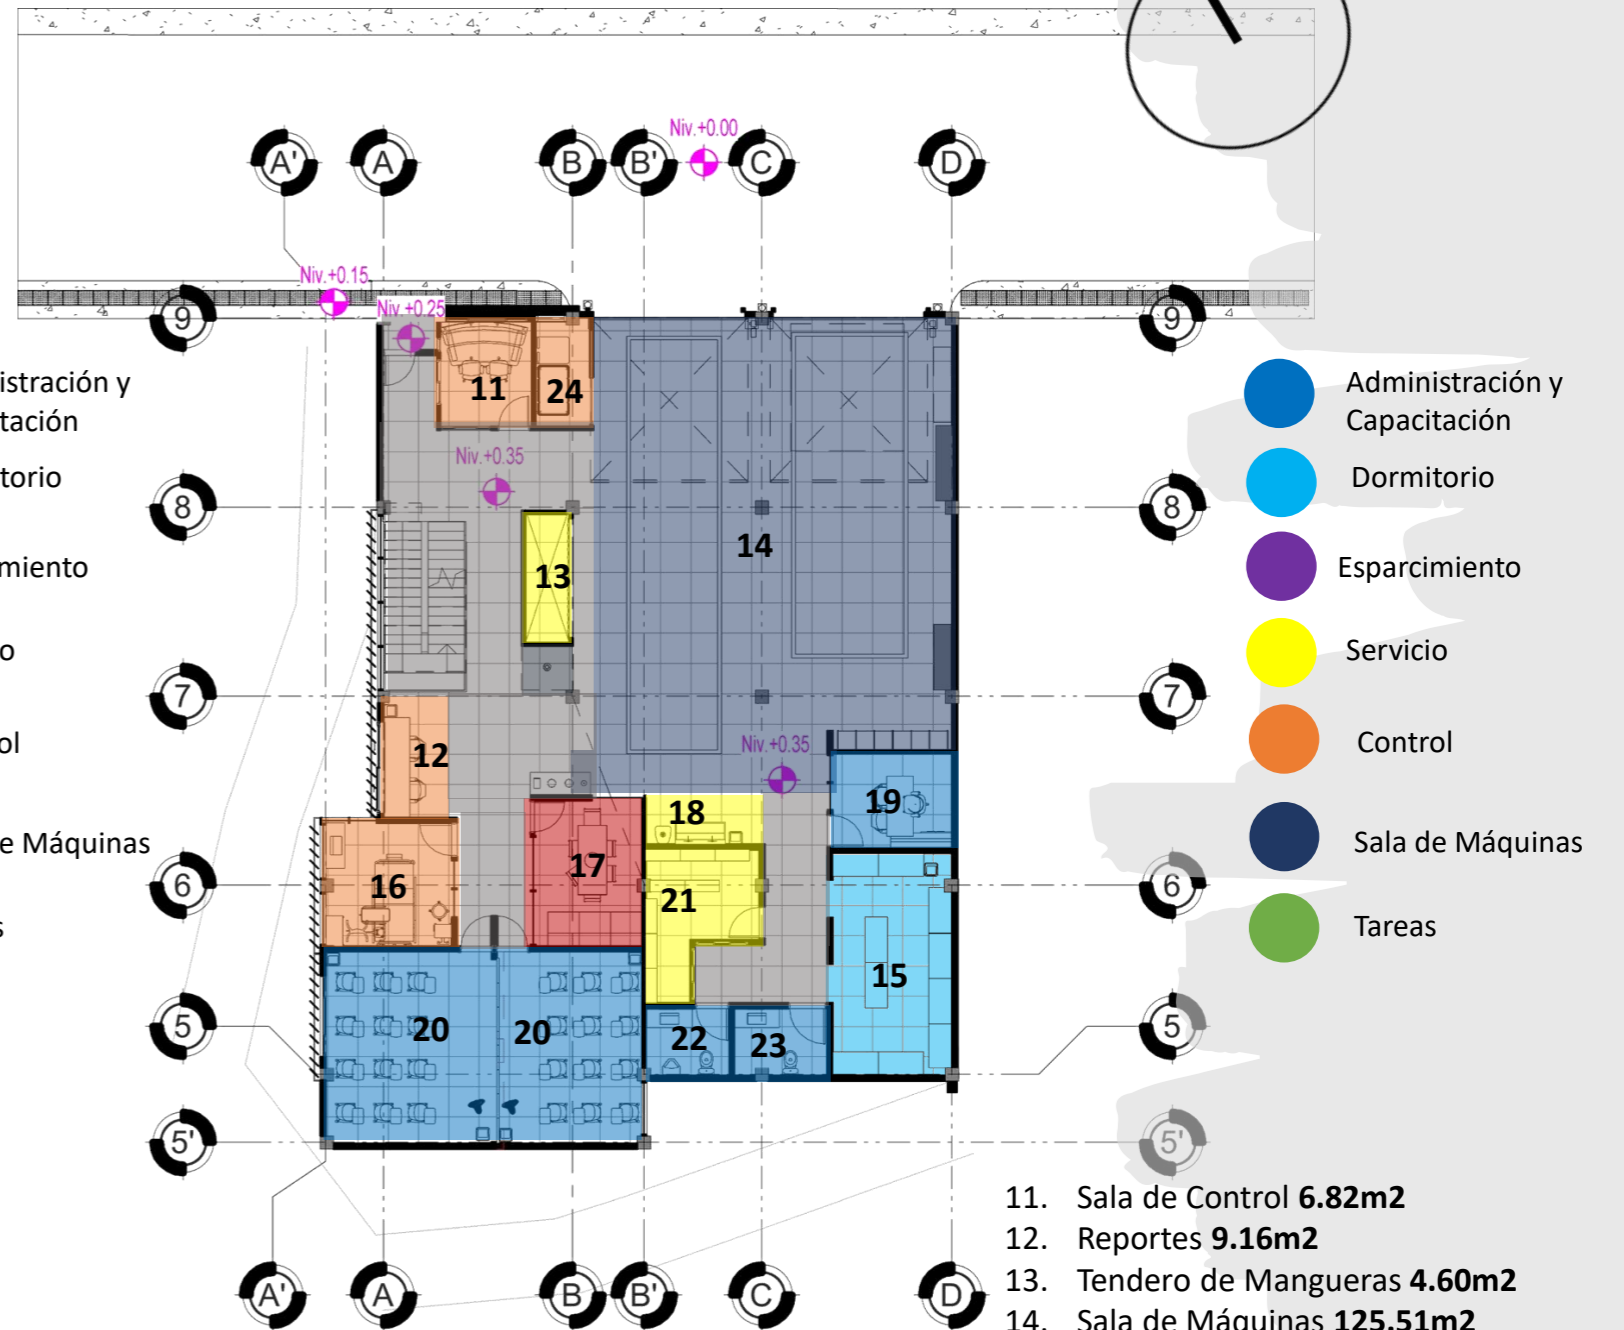 A' A B B' C D
Niv.+0.00
Niv.+0.15
Niv.+0.25
9 9
11 24
Niv.+0.35
8 8
14
13
7 7
12
Niv.+0.35
19
18
17
16
6 6
21
15
20 20
22 23
5 5
5' 5'
A' A B B' C D
istración y
tación
torio
miento
o
ol
e Máquinas
s
Administración y
Capacitación
Dormitorio
Esparcimiento
Servicio
Control
Sala de Máquinas
Tareas
11. Sala de Control 6.82m2
12. Reportes 9.16m2
13. Tendero de Mangueras 4.60m2
14. Sala de Máquinas 125.51m2